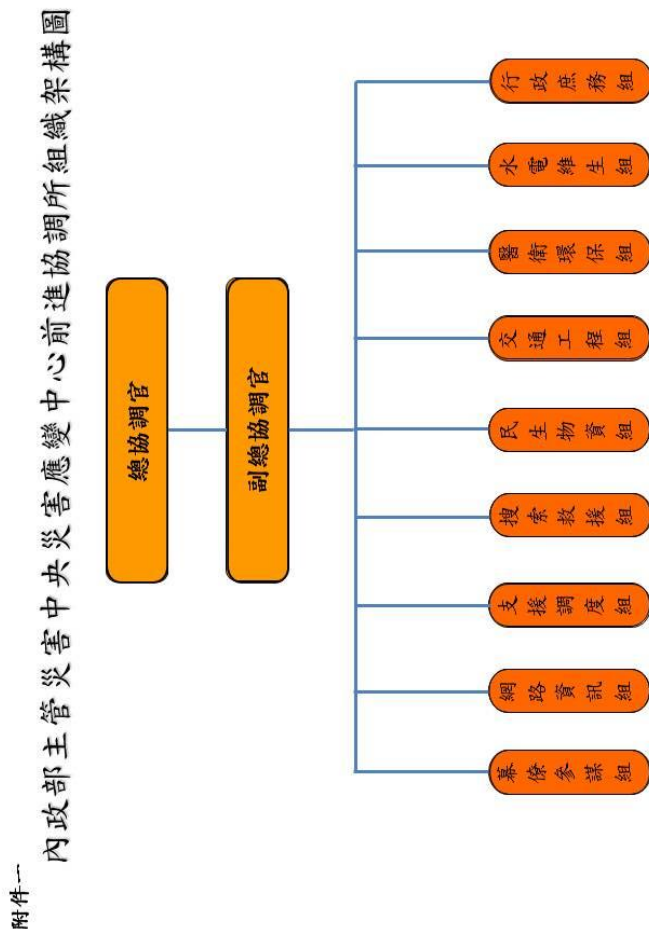 附件一
內政部主管災害中央災害應變中心前進協調所組織架構圖
總協調官
副總協調官
幕僚參謀組
網路資訊組
支援調度組
搜索救援組
民生物資組
交通工程組
醫衛環保組
水電維生組
行政庶務組